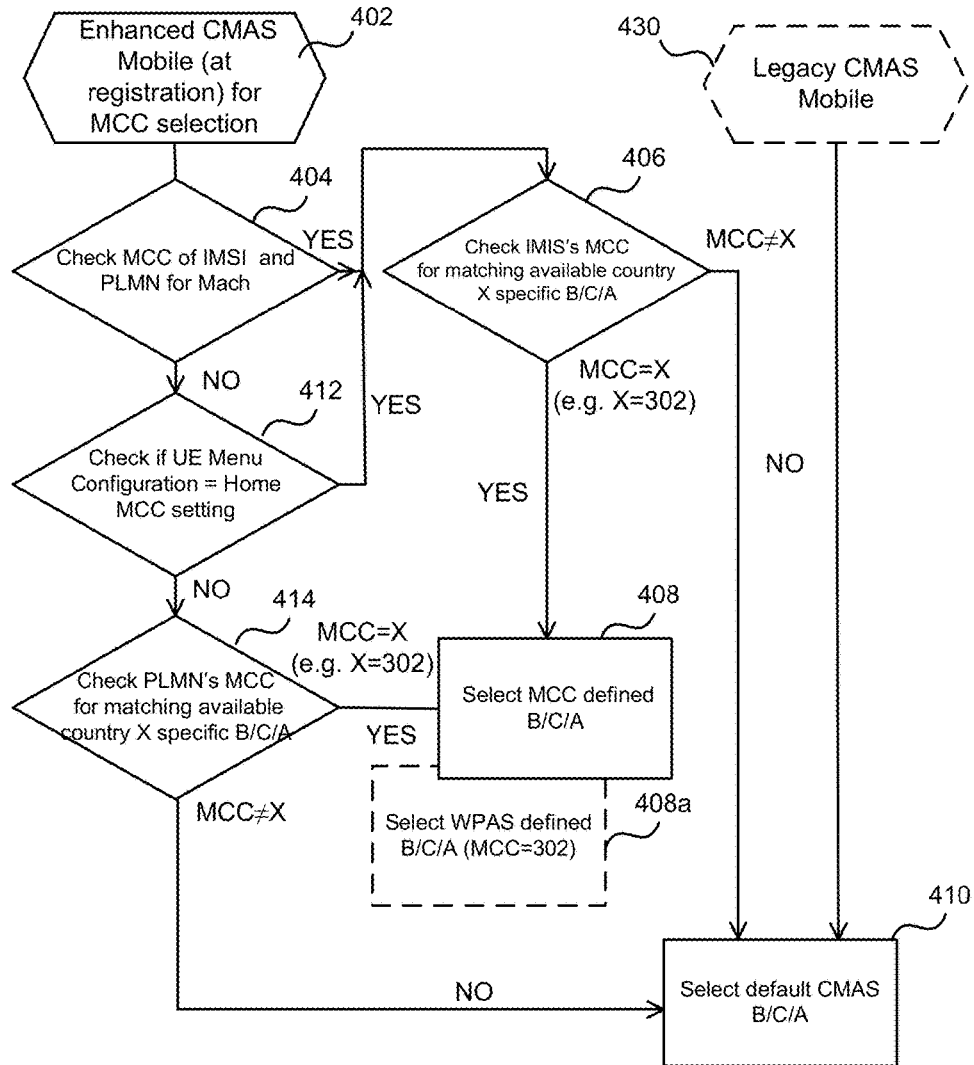 Enhanced CMAS
Mobile (at
registration) for
MCC selection
402
430
Legacy CMAS
Mobile
404
YES
Check MCC of IMSI and
PLMN for Mach
406
Check IMIS's MCC
for matching available country
X specific B/C/A
MCC≠X
NO
412
YES
MCC=X
(e.g. X=302)
Check if UE Menu
Configuration = Home
MCC setting
YES
NO
NO
414
MCC=X
(e.g. X=302)
408
Check PLMN's MCC
for matching available
country X specific B/C/A
YES
Select MCC defined
B/C/A
MCC≠X
Select WPAS defined
B/C/A (MCC=302)
408a
410
NO
Select default CMAS
B/C/A